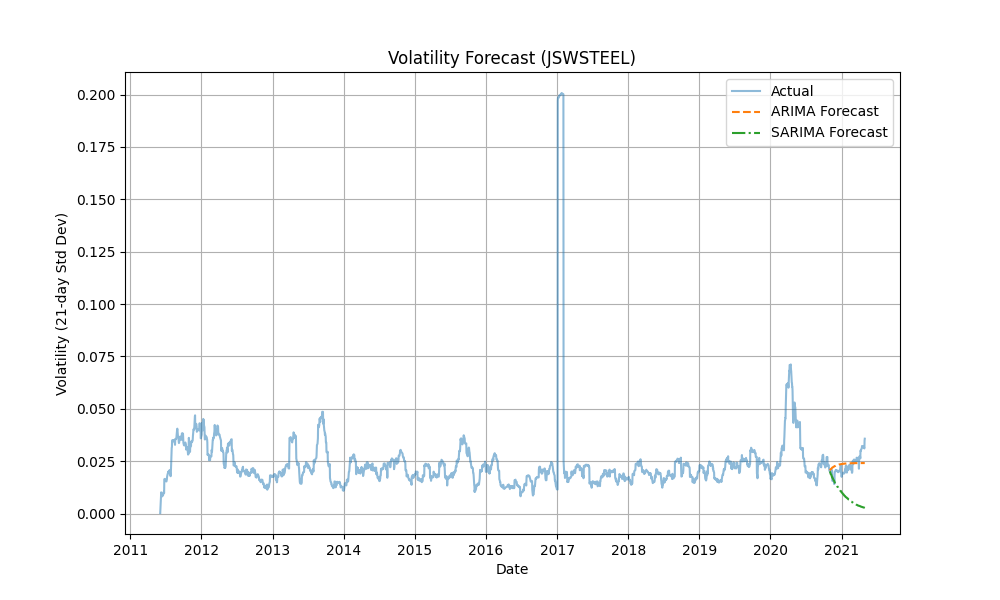 Volatility Forecast (JSWSTEEL)
Actual
ARIMA Forecast
SARIMA Forecast
Volatility (21-day Std Dev)
0.200
0.175
0.150
0.125
0.100
0.075
0.050
0.025
0.000
2011 2012 2013 2014 2015 2016 2017 2018 2019 2020 2021
Date